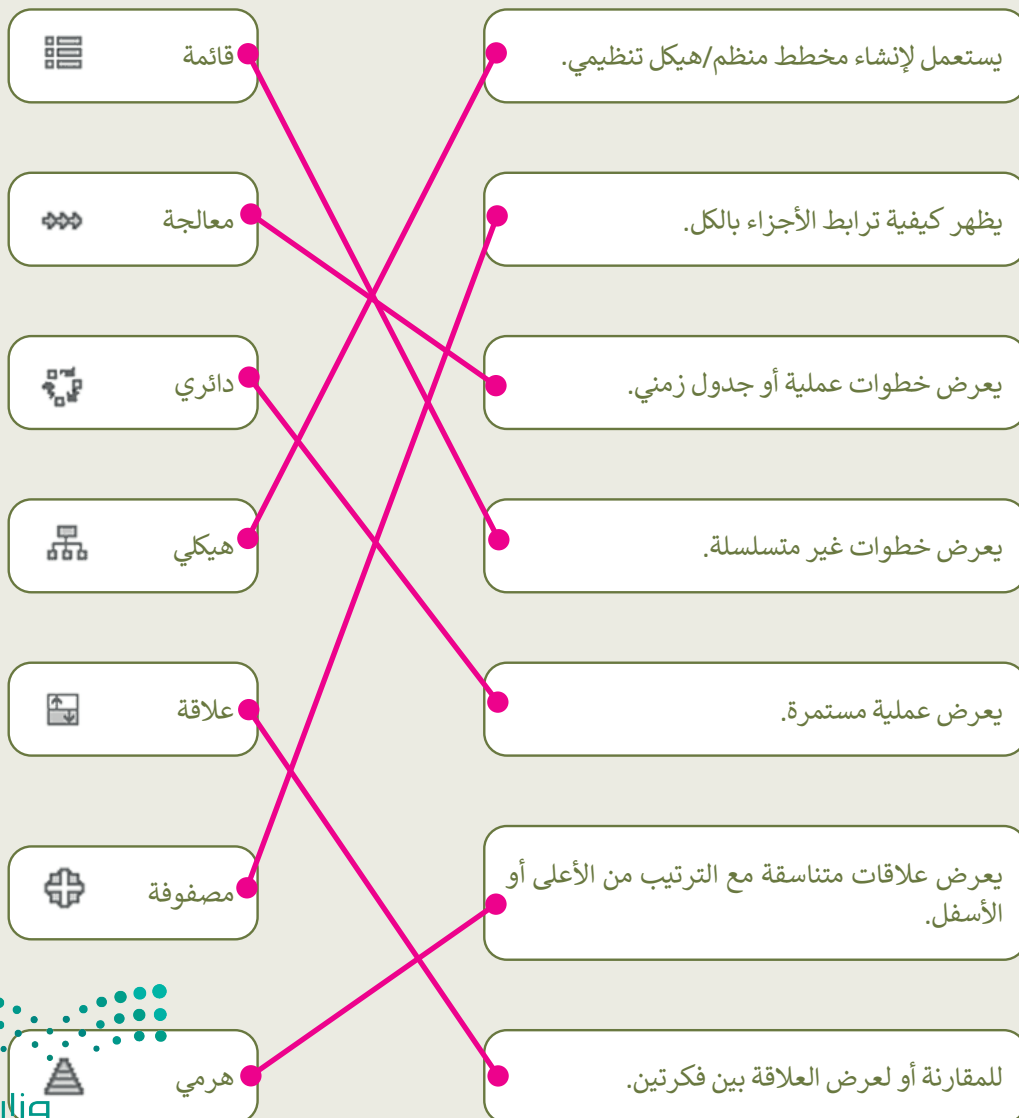 يستعمل لإنشاء مخطط منظم/هيكل تنظيمي.
قائمة
يظهر كيفية ترابط الأجزاء بالكل.
معالجة
يعرض خطوات عملية أو جدول زمني.
دائري
يعرض خطوات غير متسلسلة.
هيكلي
يعرض عملية مستمرة.
علاقة
يعرض علاقات متناسقة مع الترتيب من الأعلى أو
الأسفل.
مصفوفة
للمقارنة أو لعرض العلاقة بين فكرتين.
هرمي